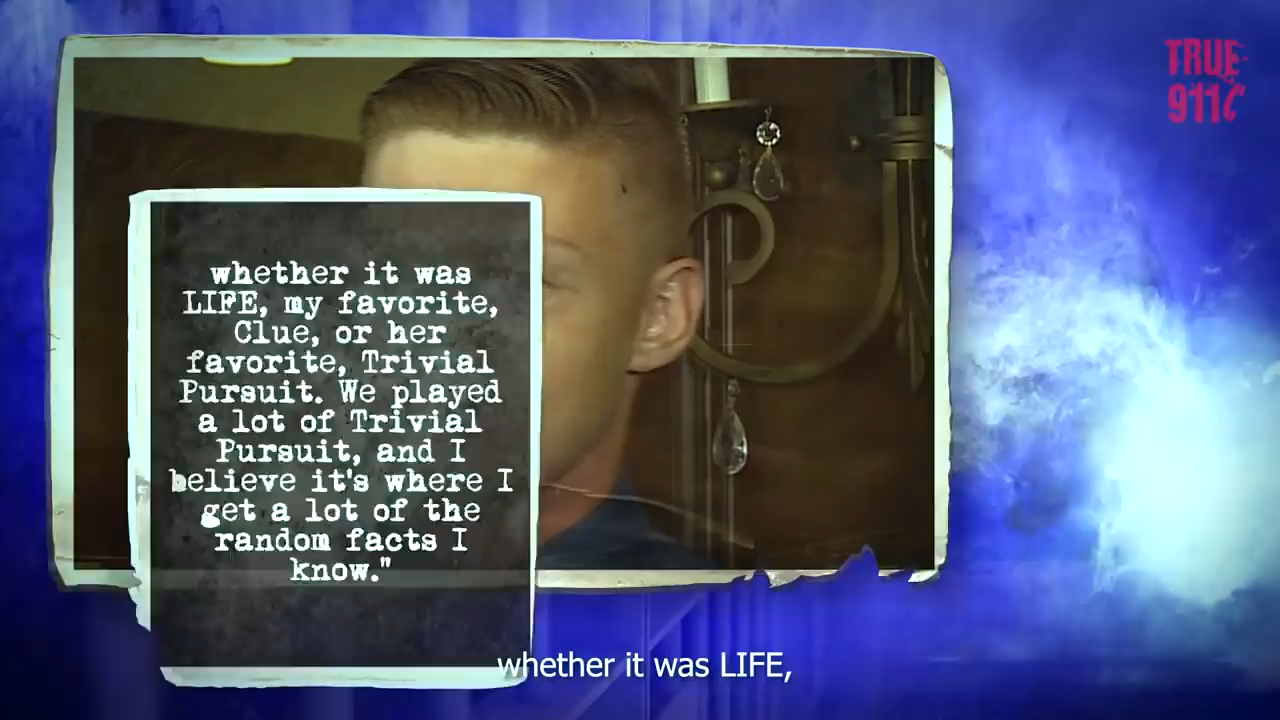 TRUE
911
whether it was
LIFE, my favorite,
Clue, or her
favorite, Trivial
Pursuit. We played
a lot of Trivial
Pursuit, and I
believe it's where I
get a lot of the
random facts I
know."
whether it was LIFE,